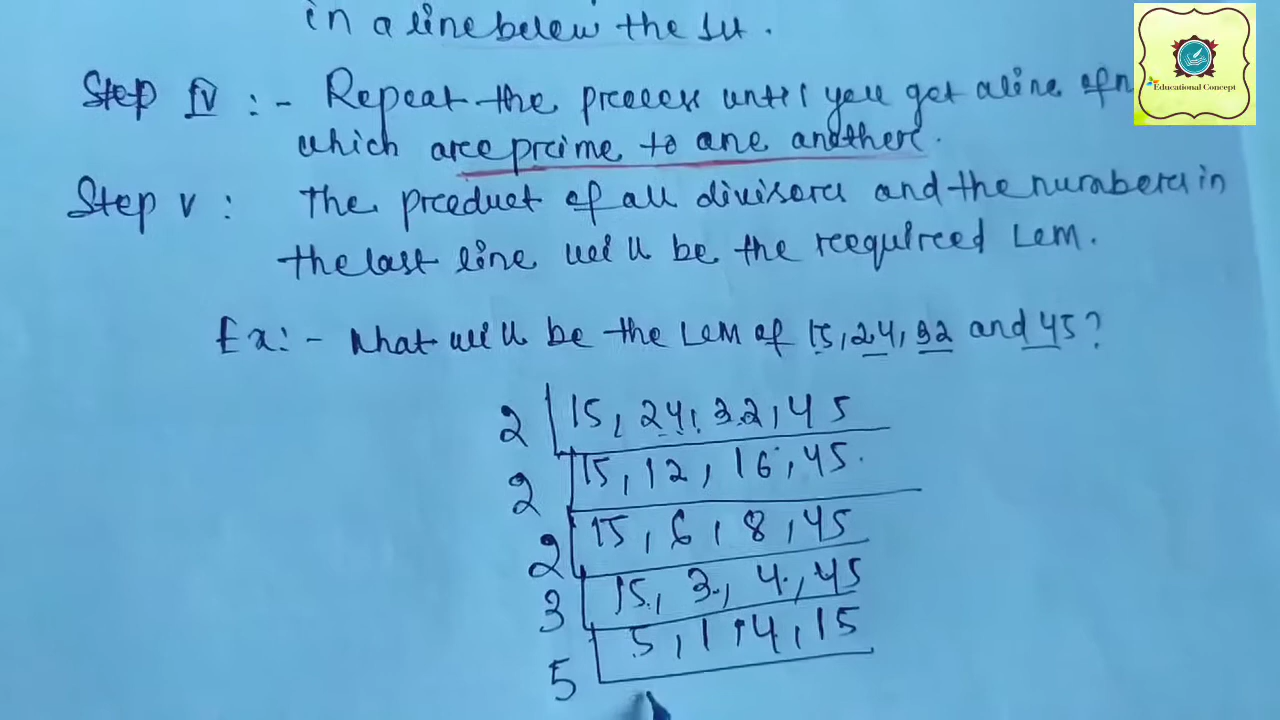 in a line below the 1st.
Educational Concept
Step IV :- Repeat the process until you get a line of n
which are prime to one another.
Step V : The product of all divisors and the numbers in
the last line will be the required LCM.
Ex:- What will be the LCM of 15, 24, 32 and 45?
2 15, 24, 32, 45
2 15, 12, 16, 45
2 15, 6, 8, 45
3 15, 3, 4, 45
5 5, 1, 4, 15